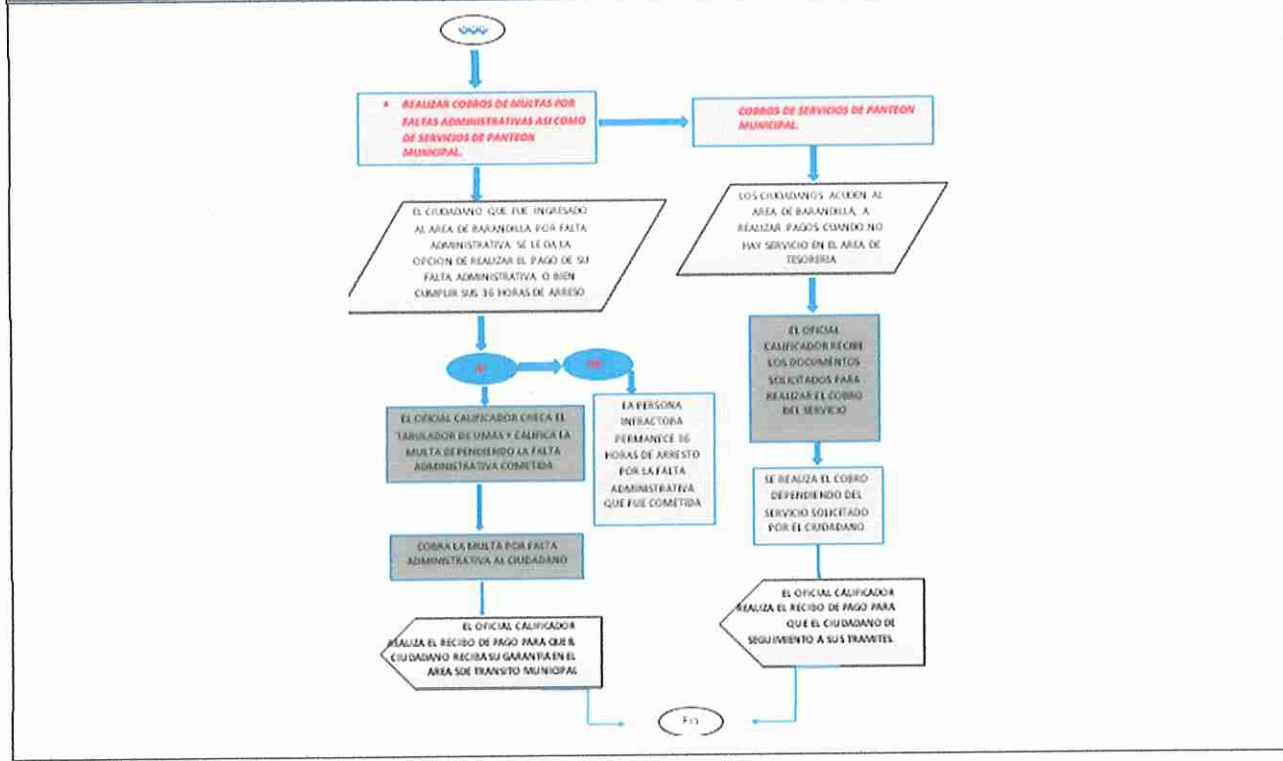 • REALIZAR COBROS DE MULTAS POR
FALTAS ADMINISTRATIVAS ASI COMO
DE SERVICIOS DE PANTEON
MUNICIPAL.
COBROS DE SERVICIOS DE PANTEON
MUNICIPAL.
EL CIUDADANO QUE FUE INGRESADO
AL AREA DE BARANDILLA POR FALTA
ADMINISTRATIVA SE LE DA LA
OPCION DE REALIZAR EL PAGO DE SU
FALTA ADMINISTRATIVA O BIEN
CUMPLIR SUS 36 HORAS DE ARRESO
LOS CIUDADANOS ACUDEN AL
AREA DE BARANDILLA, A
REALIZAR PAGOS CUANDO NO
HAY SERVICIO EN EL AREA DE
TESORERIA
EL OFICIAL CALIFICADOR CHECA EL
TABULADOR DE UMAS Y CALIFICA LA
MULTA DEPENDIENDO LA FALTA
ADMINISTRATIVA COMETIDA
LA PERSONA
INFRACTORA
PERMANECE 36
HORAS DE ARRESTO
POR LA FALTA
ADMINISTRATIVA
QUE FUE COMETIDA
EL OFICIAL
CALIFICADOR RECIBE
LOS DOCUMENTOS
SOLICITADOS PARA
REALIZAR EL COBRO
DEL SERVICIO
COBRA LA MULTA POR FALTA
ADMINISTRATIVA AL CIUDADANO
SE REALIZA EL COBRO
DEPENDIENDO DEL
SERVICIO SOLICITADO
POR EL CIUDADANO
EL OFICIAL CALIFICADOR
REALIZA EL RECIBO DE PAGO PARA QUE EL
CIUDADANO RECIBA SU GARANTIA EN EL
AREA SDE TRANSITO MUNICIPAL
EL OFICIAL CALIFICADOR
REALIZA EL RECIBO DE PAGO PARA
QUE EL CIUDADANO DE
SEGUIMIENTO A SUS TRAMITES.
Fin